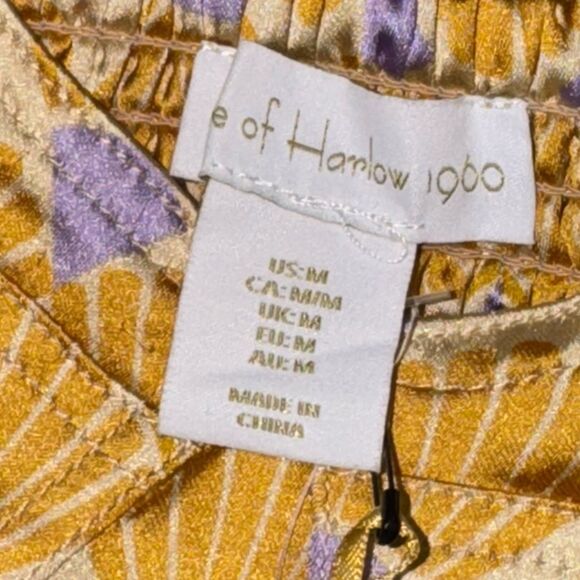 e of Harlow 1960
US: M
CA: M/M
UK: M
EU: M
AU: M
MADE IN
CHINA